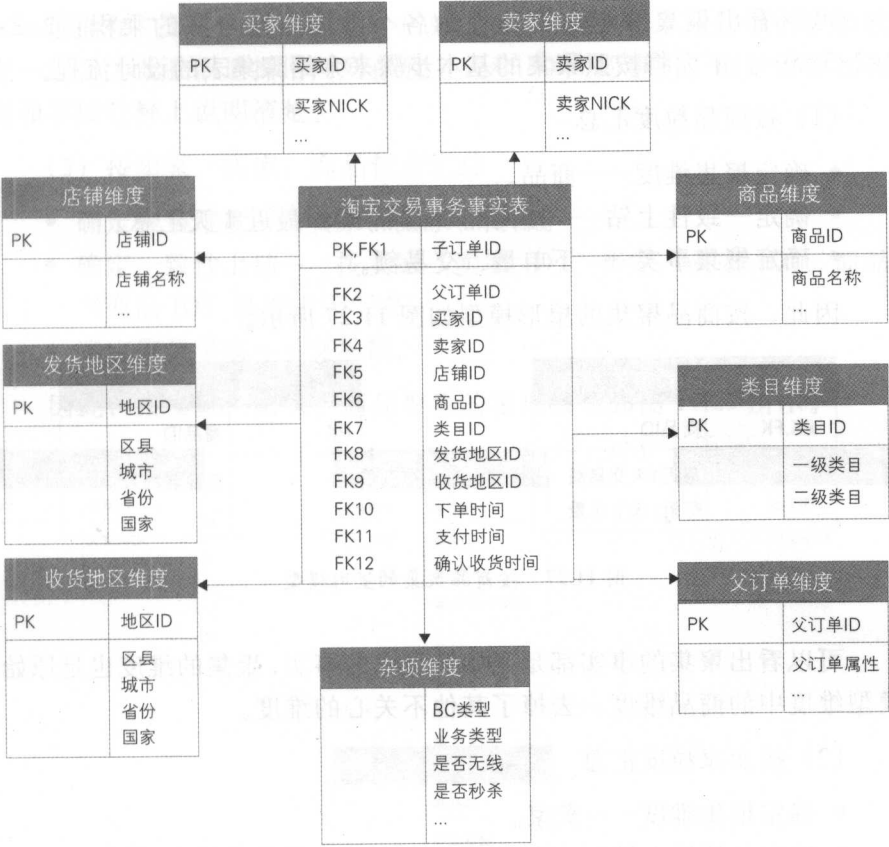 买家维度
PK 买家ID
买家NICK
...
卖家维度
PK 卖家ID
卖家NICK
...
店铺维度
PK 店铺ID
店铺名称
...
淘宝交易事务事实表
PK,FK1 子订单ID
FK2 父订单ID
FK3 买家ID
FK4 卖家ID
FK5 店铺ID
FK6 商品ID
FK7 类目ID
FK8 发货地区ID
FK9 收货地区ID
FK10 下单时间
FK11 支付时间
FK12 确认收货时间
商品维度
PK 商品ID
商品名称
发货地区维度
PK 地区ID
区县
城市
省份
国家
类目维度
PK 类目ID
一级类目
二级类目
收货地区维度
PK 地区ID
区县
城市
省份
国家
父订单维度
PK 父订单ID
父订单属性
...
杂项维度
BC类型
业务类型
是否无线
是否秒杀
...